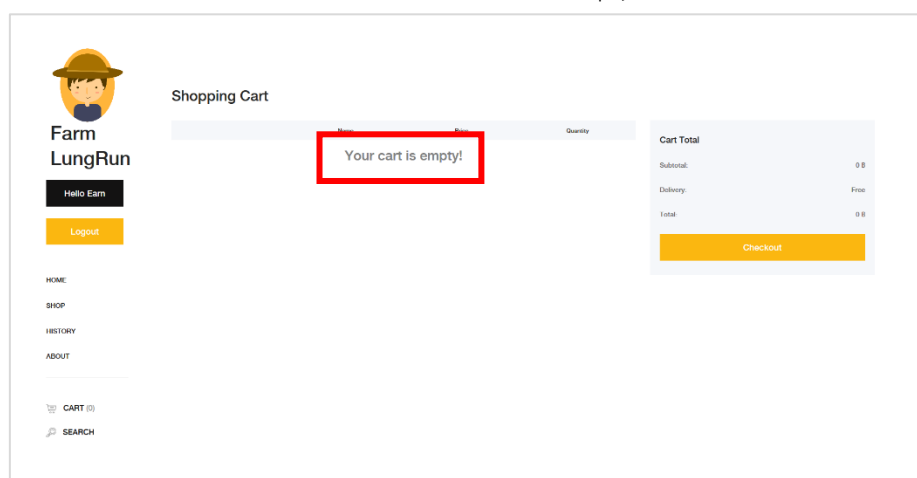 Farm
LungRun
Hello Earn
Logout
HOME
SHOP
HISTORY
ABOUT
CART (0)
SEARCH
Shopping Cart
Name Price Quantity
Your cart is empty!
Cart Total
Subtotal: 0 B
Delivery: Free
Total: 0 B
Checkout